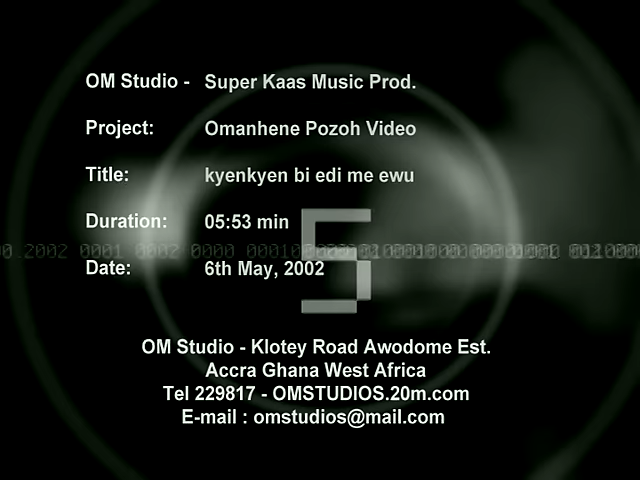 OM Studio - Super Kaas Music Prod.
Project: Omanhene Pozoh Video
Title: kyenkyen bi edi me ewu
Duration: 05:53 min
5
Date: 6th May, 2002
OM Studio - Klotey Road Awodome Est.
Accra Ghana West Africa
Tel 229817 - OMSTUDIOS.20m.com
E-mail : omstudios@mail.com